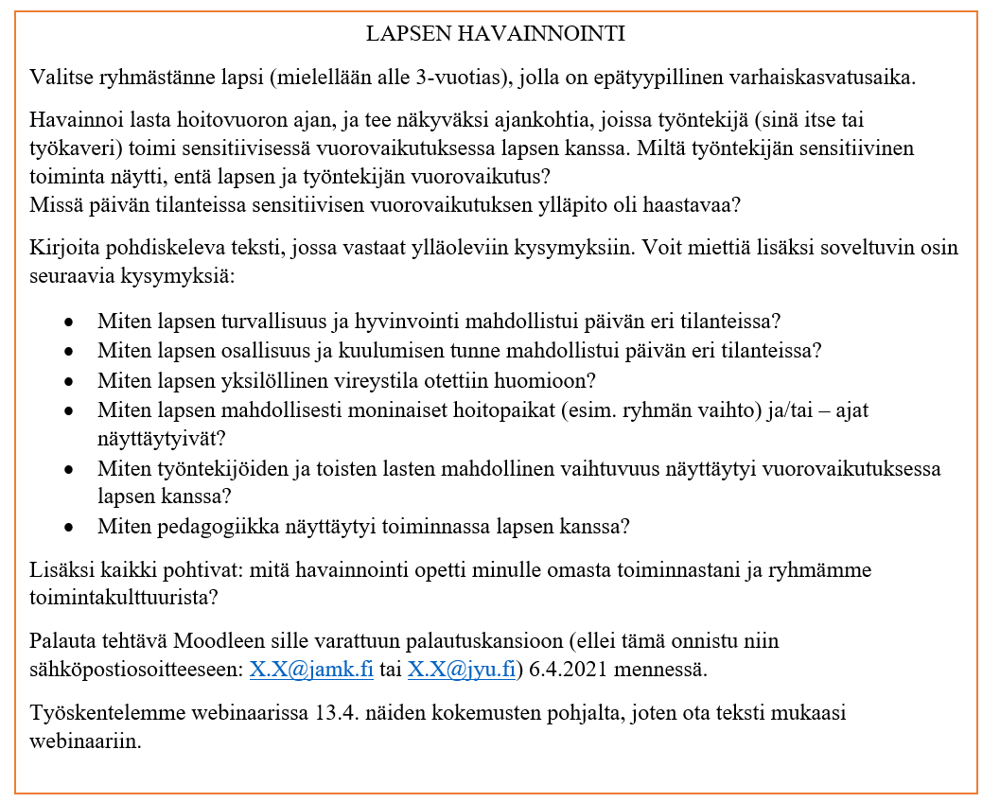 LAPSEN HAVAINNOINTI
Valitse ryhmästänne lapsi (mielellään alle 3-vuotias), jolla on epätyypillinen varhaiskasvatusaika.
Havainnoi lasta hoitovuoron ajan, ja tee näkyväksi ajankohtia, joissa työntekijä (sinä itse tai
työkaveri) toimi sensitiivisessä vuorovaikutuksessa lapsen kanssa. Miltä työntekijän sensitiivinen
toiminta näytti, entä lapsen ja työntekijän vuorovaikutus?
Missä päivän tilanteissa sensitiivisen vuorovaikutuksen ylläpito oli haastavaa?
Kirjoita pohdiskeleva teksti, jossa vastaat ylläoleviin kysymyksiin. Voit miettiä lisäksi soveltuvin osin
seuraavia kysymyksiä:
• Miten lapsen turvallisuus ja hyvinvointi mahdollistui päivän eri tilanteissa?
• Miten lapsen osallisuus ja kuulumisen tunne mahdollistui päivän eri tilanteissa?
• Miten lapsen yksilöllinen vireystila otettiin huomioon?
• Miten lapsen mahdollisesti moninaiset hoitopaikat (esim. ryhmän vaihto) ja/tai – ajat
näyttäytyivät?
• Miten työntekijöiden ja toisten lasten mahdollinen vaihtuvuus näyttäytyi vuorovaikutuksessa
lapsen kanssa?
• Miten pedagogiikka näyttäytyi toiminnassa lapsen kanssa?
Lisäksi kaikki pohtivat: mitä havainnointi opetti minulle omasta toiminnastani ja ryhmämme
toimintakulttuurista?
Palauta tehtävä Moodleen sille varattuun palautuskansioon (ellei tämä onnistu niin
sähköpostiosoitteeseen: X.X@jamk.fi tai X.X@jyu.fi) 6.4.2021 mennessä.
Työskentelemme webinaarissa 13.4. näiden kokemusten pohjalta, joten ota teksti mukaasi
webinaariin.